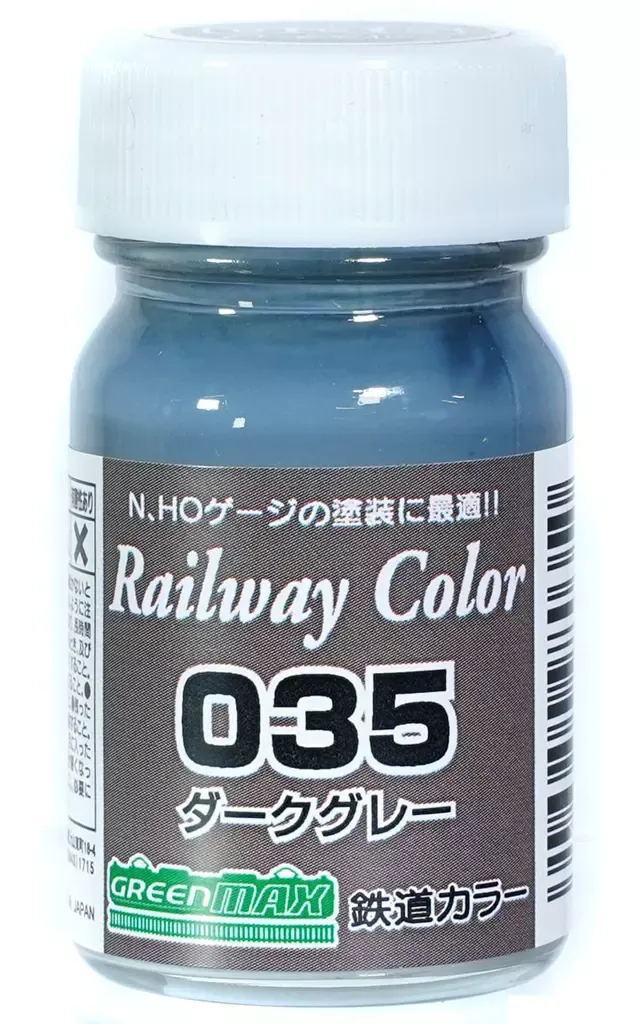 N、HOゲージの塗装に最適!!
Railway Color
035
ダークグレー
GREENMAX
鉄道カラー
JAPAN